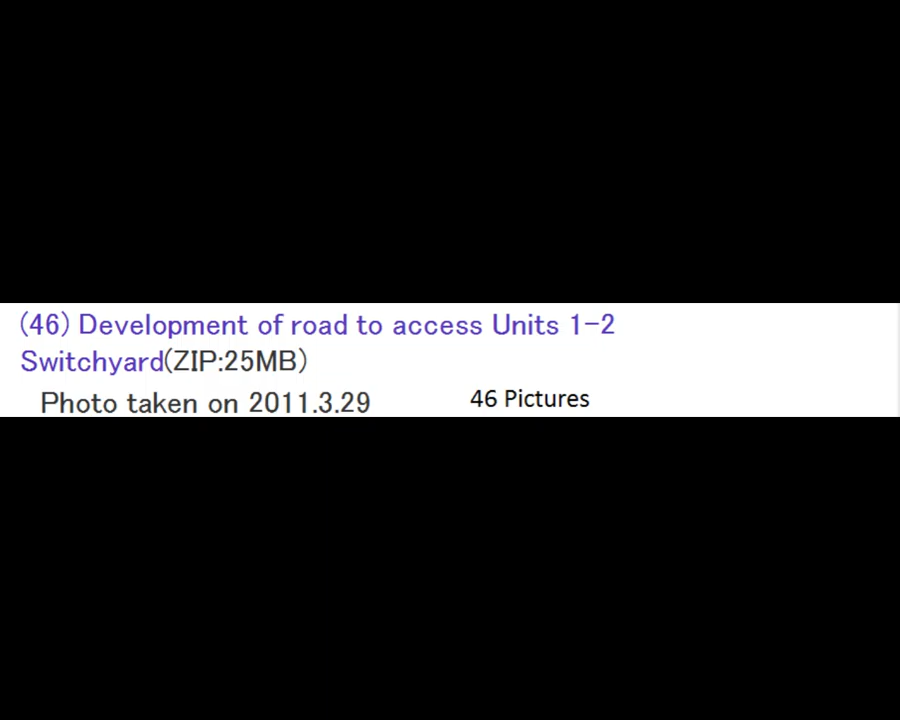 (46) Development of road to access Units 1-2
Switchyard(ZIP:25MB)
Photo taken on 2011.3.29 46 Pictures